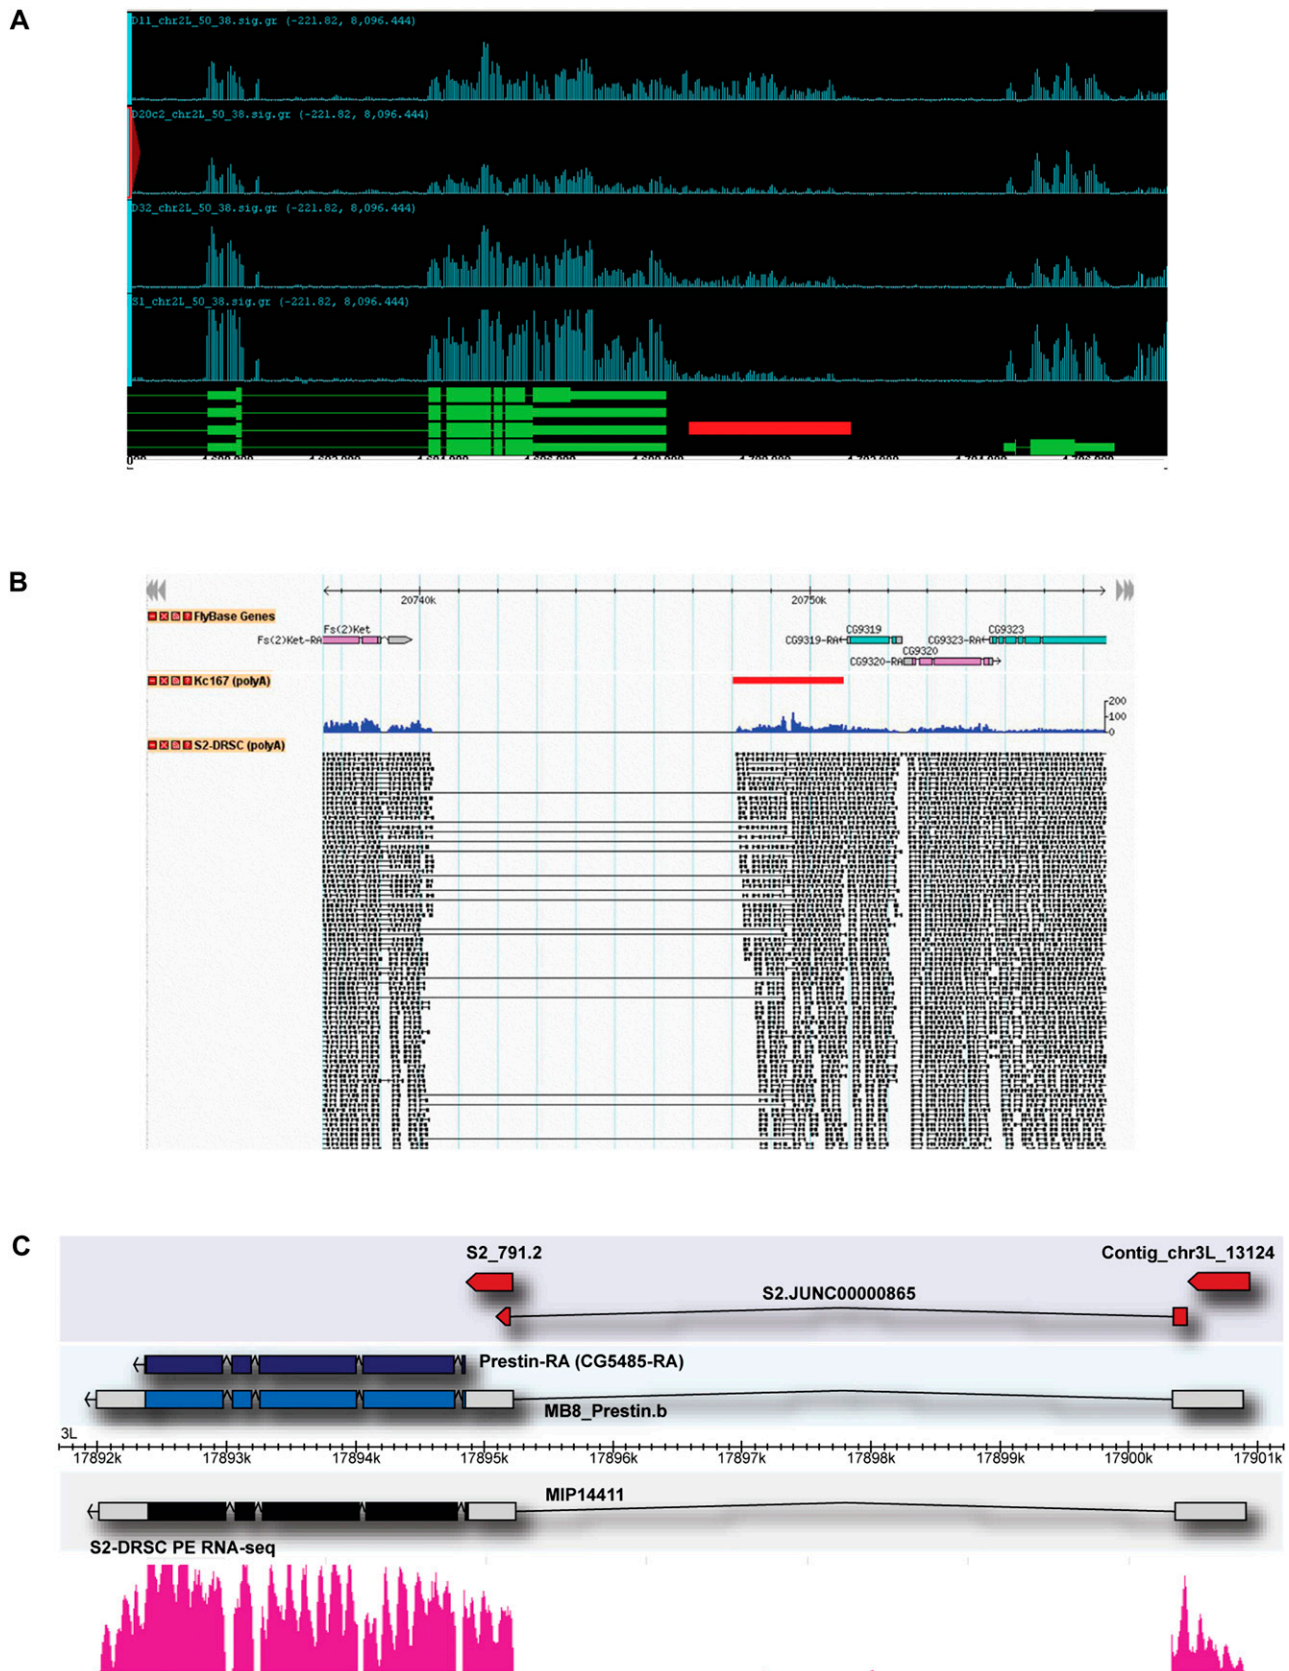 A
D11_chr2L_50_38.sig.gr (-221.82, 8,096.444)
D20c2_chr2L_50_38.sig.gr (-221.82, 8,096.444)
D32_chr2L_50_38.sig.gr (-221.82, 8,096.444)
S1_chr2L_50_38.sig.gr (-221.82, 8,096.444)
B
20740k 20750k
FlyBase Genes
Fs(2)Ket CG9319 CG9323
Fs(2)Ket-RA CG9319-RA CG9323-RA
CG9320
CG9320-RA
Kc167 (polyA)
200
100
0
S2-DRSC (polyA)
C
S2_791.2 Contig_chr3L_13124
S2.JUNC00000865
Prestin-RA (CG5485-RA)
MB8_Prestin.b
3L
17892k 17893k 17894k 17895k 17896k 17897k 17898k 17899k 17900k 17901k
MIP14411
S2-DRSC PE RNA-seq